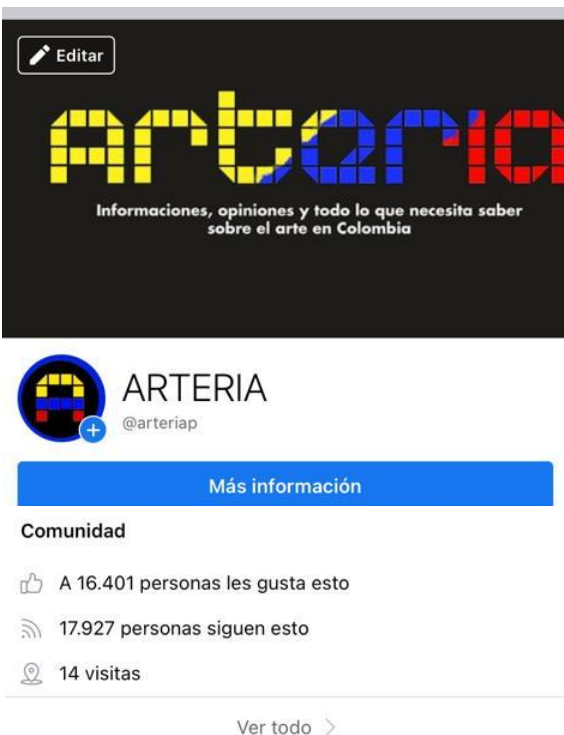 Editar
Arteria
Informaciones, opiniones y todo lo que necesita saber
sobre el arte en Colombia
A
ARTERIA
@arteriap
Más información
Comunidad
A 16.401 personas les gusta esto
17.927 personas siguen esto
14 visitas
Ver todo